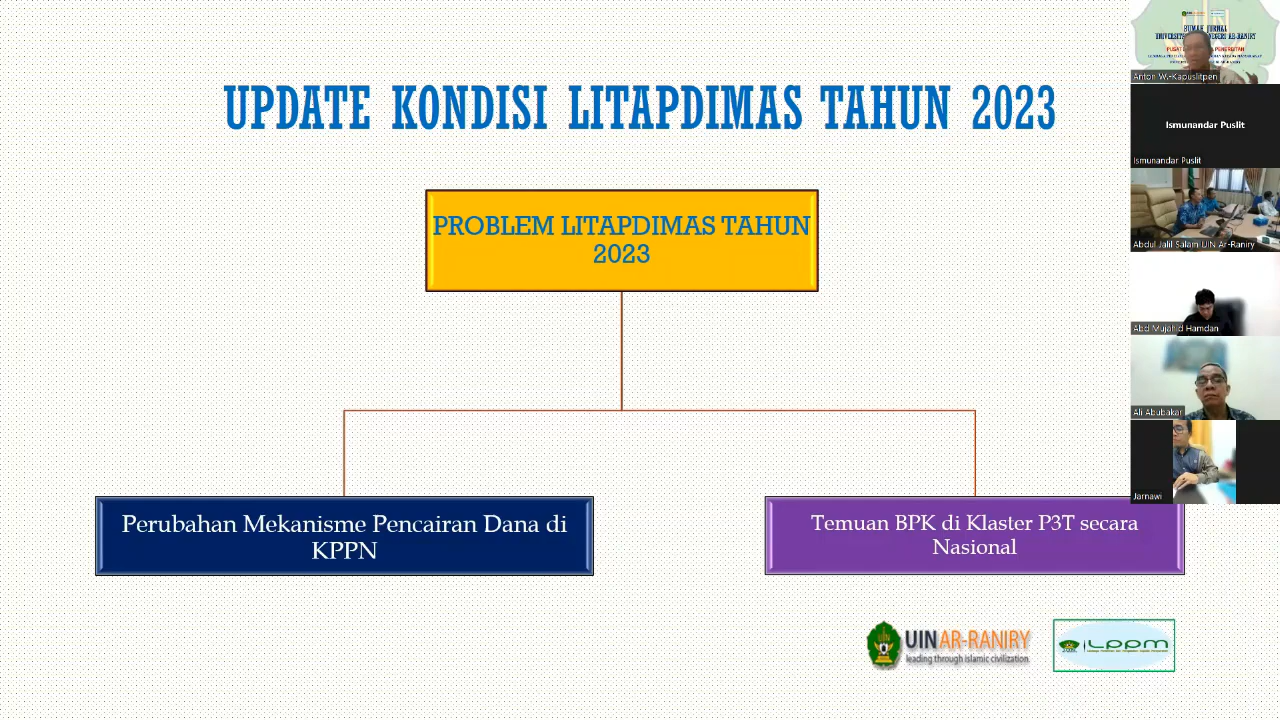 UPDATE KONDISI LITAPDIMAS TAHUN 2023
PROBLEM LITAPDIMAS TAHUN
2023
Perubahan Mekanisme Pencairan Dana di
KPPN
Temuan BPK di Klaster P3T secara
Nasional
UIN AR-RANIRY
leading through islamic civilization
LPPM
Anton W.-Kapuslitpen
Ismunandar Puslit
Ismunandar Puslit
Abdul Jalil Salam UIN Ar-Raniry
Abd Mujahid Hamdan
Ali Abubakar
Jarnawi